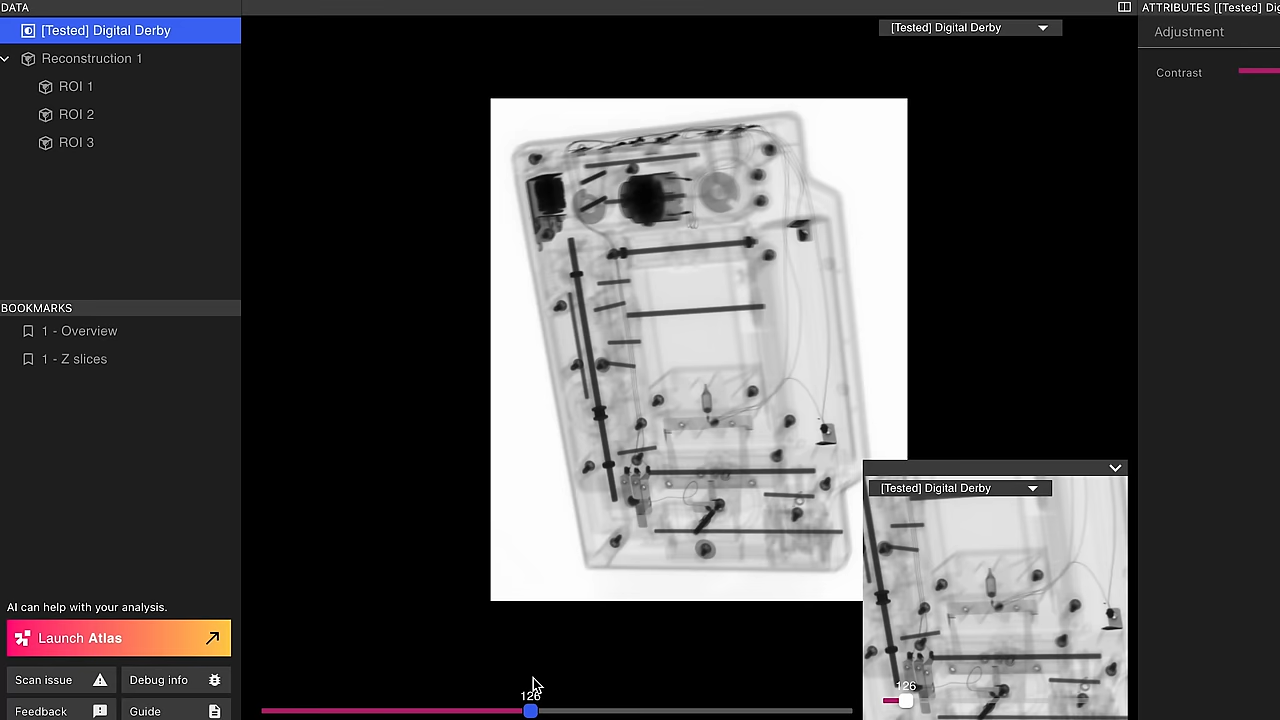 DATA
ATTRIBUTES [[Tested] Dig
[Tested] Digital Derby
[Tested] Digital Derby
Adjustment
Reconstruction 1
Contrast
ROI 1
ROI 2
ROI 3
BOOKMARKS
1 - Overview
1 - Z slices
[Tested] Digital Derby
AI can help with your analysis.
Launch Atlas
Scan issue
Debug info
126
126
Feedback
Guide